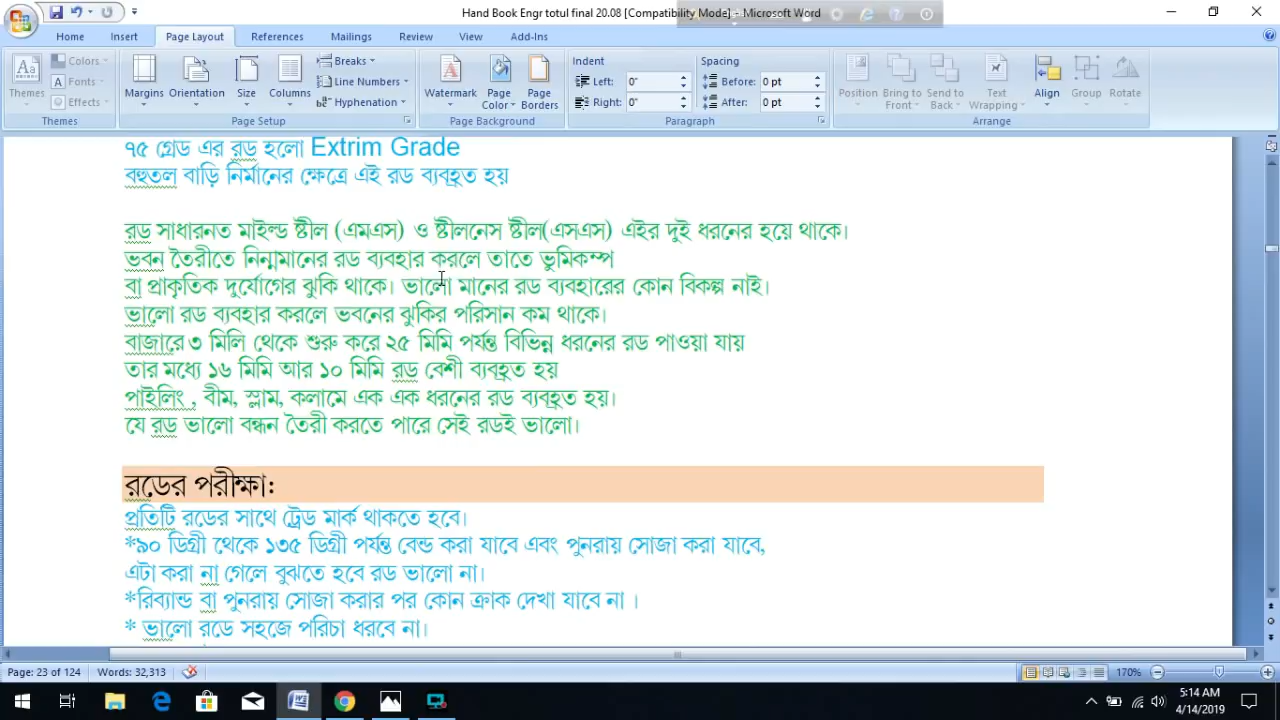 Hand Book Engr totul final 20.08 [Compatibility Mode] - Microsoft Word
Home Insert Page Layout References Mailings Review View Add-Ins
Themes Colors Fonts Effects
Margins Orientation Size Columns
Breaks Line Numbers Hyphenation
Watermark Page Color Page Borders
Indent Spacing
Left: 0" Before: 0 pt
Right: 0" After: 0 pt
Position Bring to Front Send to Back Text Wrapping Align Group Rotate
Themes Page Setup Page Background Paragraph Arrange
৭৫ গ্রেড এর রড হলো Extrim Grade
বহুতল বাড়ি নির্মানের ক্ষেত্রে এই রড ব্যবহূত হয়
রড সাধারনত মাইল্ড ষ্টীল (এমএস) ও ষ্টীলনেস ষ্টীল(এসএস) এইর দুই ধরনের হয়ে থাকে।
ভবন তৈরীতে নিন্মমানের রড ব্যবহার করলে তাতে ভুমিকম্প
বা প্রাকৃতিক দুর্যোগের ঝুকি থাকে। ভালো মানের রড ব্যবহারের কোন বিকল্প নাই।
ভালো রড ব্যবহার করলে ভবনের ঝুকির পরিসান কম থাকে।
বাজারে ৩ মিলি থেকে শুরু করে ২৫ মিমি পর্যন্ত বিভিন্ন ধরনের রড পাওয়া যায়
তার মধ্যে ১৬ মিমি আর ১০ মিমি রড বেশী ব্যবহূত হয়
পাইলিং , বীম, স্লাম, কলামে এক এক ধরনের রড ব্যবহূত হয়।
যে রড ভালো বন্ধন তৈরী করতে পারে সেই রডই ভালো।
রডের পরীক্ষা:
প্রতিটি রডের সাথে ট্রেড মার্ক থাকতে হবে।
*৯০ ডিগ্রী থেকে ১৩৫ ডিগ্রী পর্যন্ত বেন্ড করা যাবে এবং পুনরায় সোজা করা যাবে,
এটা করা না গেলে বুঝতে হবে রড ভালো না।
*রিব্যান্ড বা পুনরায় সোজা করার পর কোন ক্রাক দেখা যাবে না ।
* ভালো রডে সহজে পরিচা ধরবে না।
Page: 23 of 124 Words: 32,313 170%
5:14 AM
4/14/2019